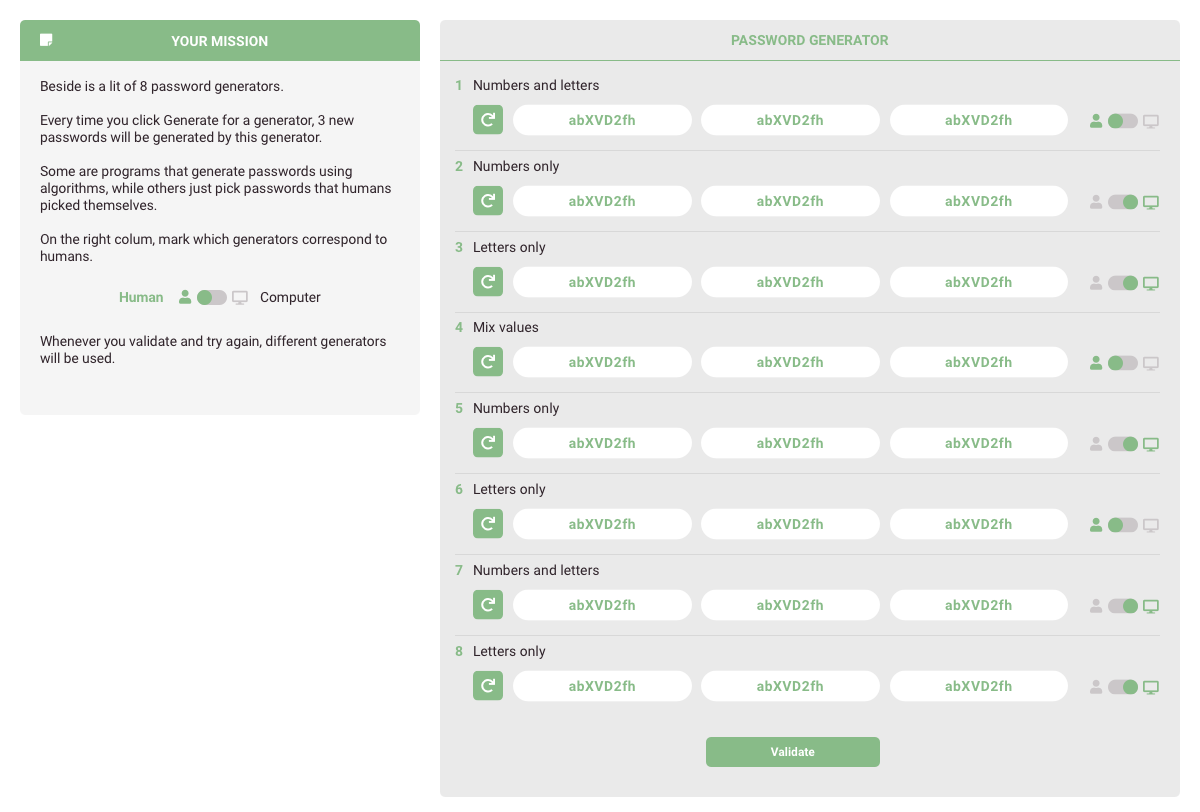 YOUR MISSION
Beside is a lit of 8 password generators.
Every time you click Generate for a generator, 3 new
passwords will be generated by this generator.
Some are programs that generate passwords using
algorithms, while others just pick passwords that humans
picked themselves.
On the right colum, mark which generators correspond to
humans.
Human Computer
Whenever you validate and try again, different generators
will be used.
PASSWORD GENERATOR
1 Numbers and letters
abXVD2fh abXVD2fh abXVD2fh
2 Numbers only
abXVD2fh abXVD2fh abXVD2fh
3 Letters only
abXVD2fh abXVD2fh abXVD2fh
4 Mix values
abXVD2fh abXVD2fh abXVD2fh
5 Numbers only
abXVD2fh abXVD2fh abXVD2fh
6 Letters only
abXVD2fh abXVD2fh abXVD2fh
7 Numbers and letters
abXVD2fh abXVD2fh abXVD2fh
8 Letters only
abXVD2fh abXVD2fh abXVD2fh
Validate